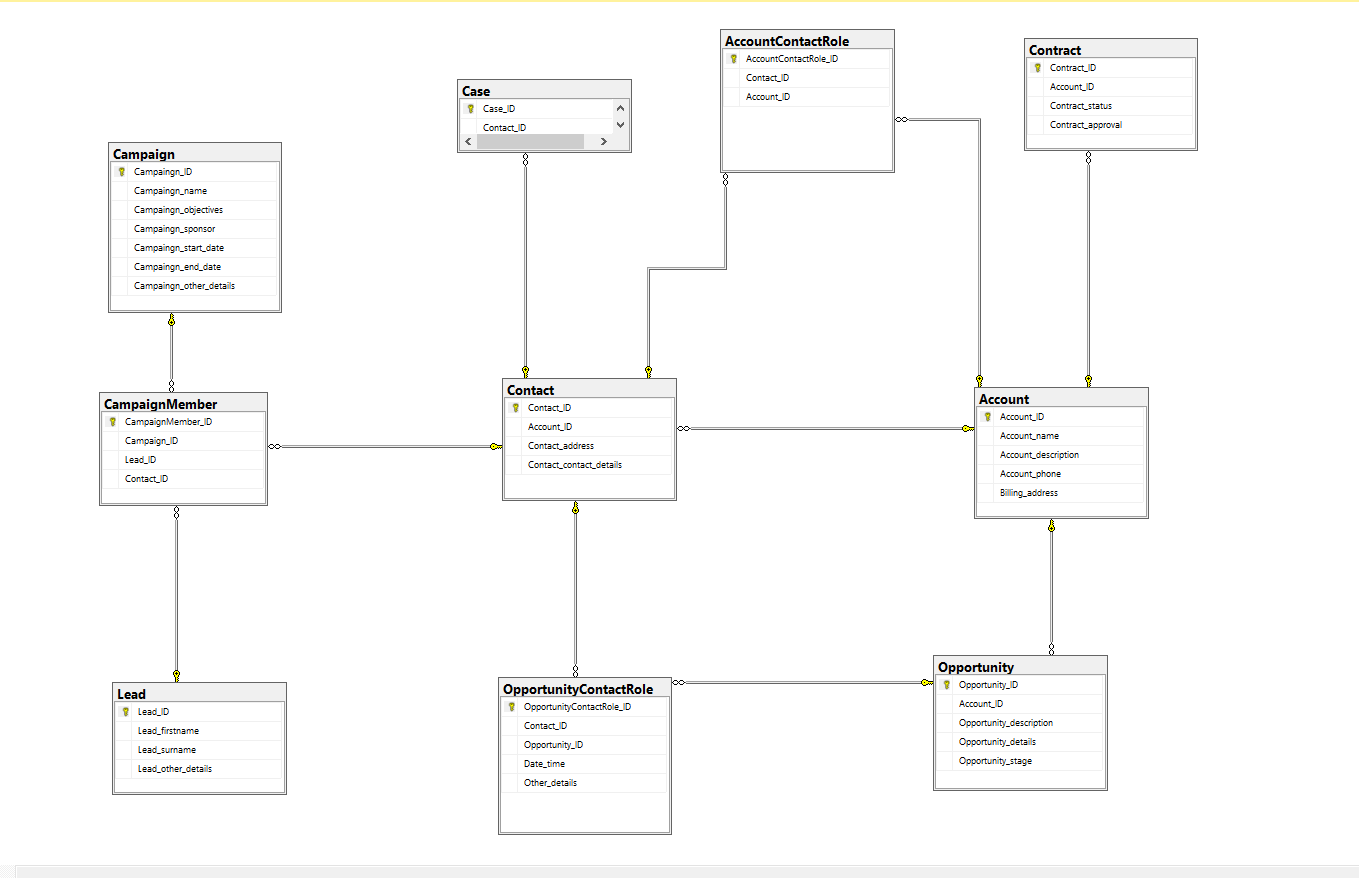 AccountContactRole
AccountContactRole_ID
Contact_ID
Account_ID
Contract
Contract_ID
Account_ID
Contract_status
Contract_approval
Case
Case_ID
Contact_ID
Campaign
Campaingn_ID
Campaingn_name
Campaingn_objectives
Campaingn_sponsor
Campaingn_start_date
Campaingn_end_date
Campaingn_other_details
CampaignMember
CampaignMember_ID
Campaign_ID
Lead_ID
Contact_ID
Contact
Contact_ID
Account_ID
Contact_address
Contact_contact_details
Account
Account_ID
Account_name
Account_description
Account_phone
Billing_address
Lead
Lead_ID
Lead_firstname
Lead_surname
Lead_other_details
OpportunityContactRole
OpportunityContactRole_ID
Contact_ID
Opportunity_ID
Date_time
Other_details
Opportunity
Opportunity_ID
Account_ID
Opportunity_description
Opportunity_details
Opportunity_stage